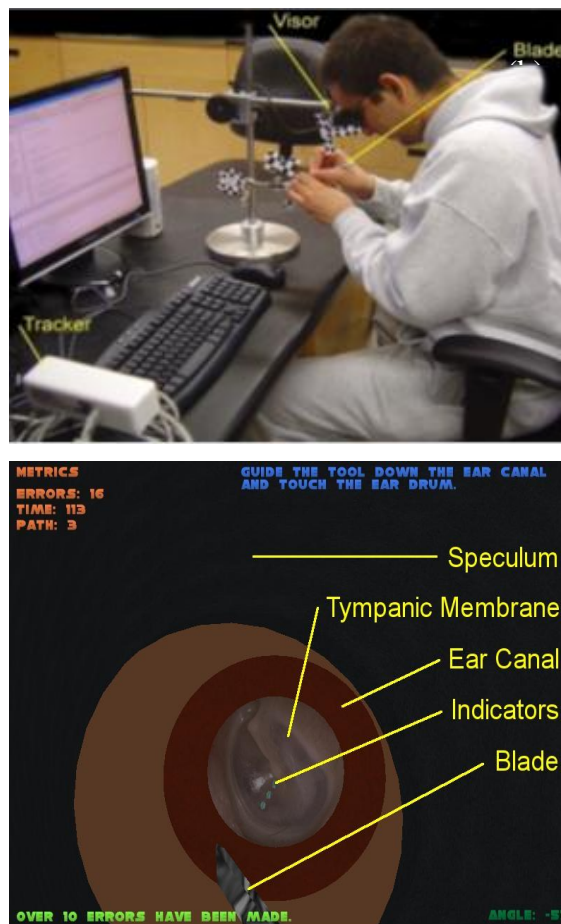 Visor
Blade
(b)
Tracker
METRICS
ERRORS: 16
TIME: 113
PATH: 3
GUIDE THE TOOL DOWN THE EAR CANAL
AND TOUCH THE EAR DRUM.
Speculum
Tympanic Membrane
Ear Canal
Indicators
Blade
OVER 10 ERRORS HAVE BEEN MADE.
ANGLE: -5